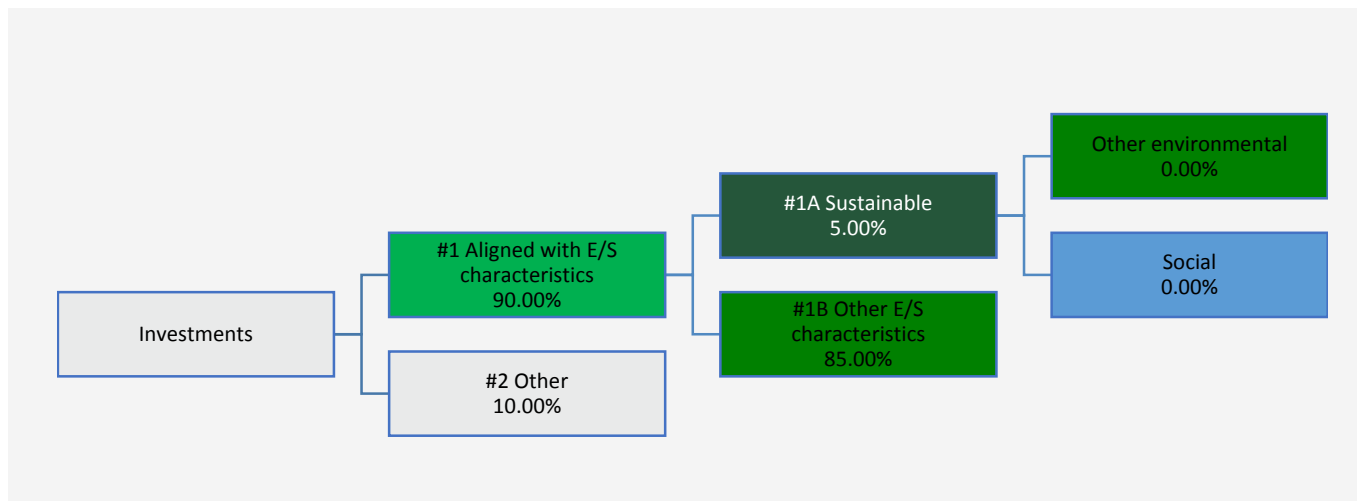 Investments
#1 Aligned with E/S
characteristics
90.00%
#2 Other
10.00%
#1A Sustainable
5.00%
#1B Other E/S
characteristics
85.00%
Other environmental
0.00%
Social
0.00%